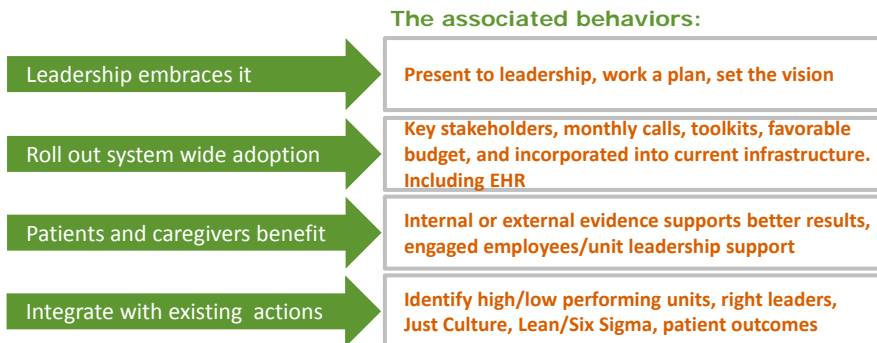 The associated behaviors:
Leadership embraces it
Present to leadership, work a plan, set the vision
Roll out system wide adoption
Key stakeholders, monthly calls, toolkits, favorable
budget, and incorporated into current infrastructure.
Including EHR
Patients and caregivers benefit
Internal or external evidence supports better results,
engaged employees/unit leadership support
Integrate with existing actions
Identify high/low performing units, right leaders,
Just Culture, Lean/Six Sigma, patient outcomes